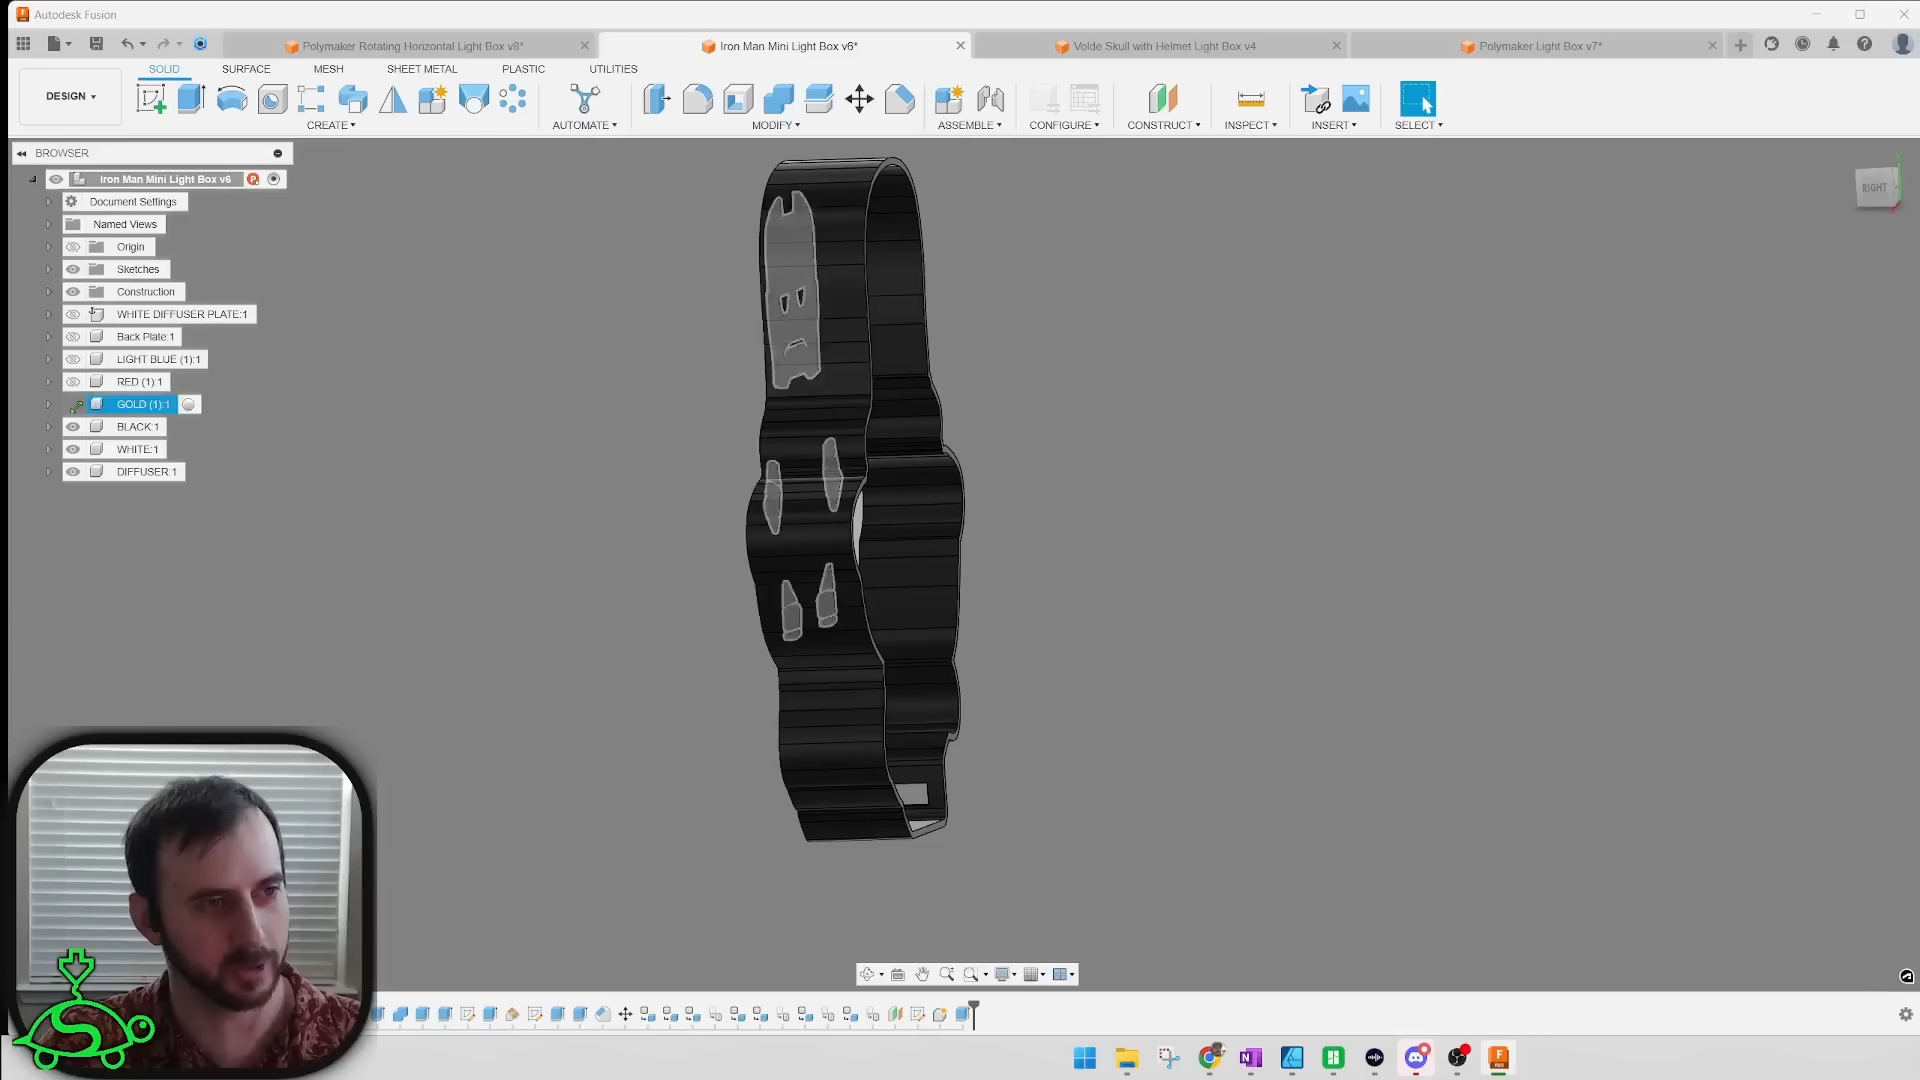 Autodesk Fusion
Polymaker Rotating Horizontal Light Box v8*
Iron Man Mini Light Box v6*
Volde Skull with Helmet Light Box v4
Polymaker Light Box v7*
SOLID
SURFACE
MESH
SHEET METAL
PLASTIC
UTILITIES
DESIGN
CREATE
AUTOMATE
MODIFY
ASSEMBLE
CONFIGURE
CONSTRUCT
INSPECT
INSERT
SELECT
BROWSER
Iron Man Mini Light Box v6
P
Document Settings
Named Views
Origin
Sketches
Construction
WHITE DIFFUSER PLATE:1
Back Plate:1
LIGHT BLUE (1):1
RED (1):1
GOLD (1):1
BLACK:1
WHITE:1
DIFFUSER:1
RIGHT